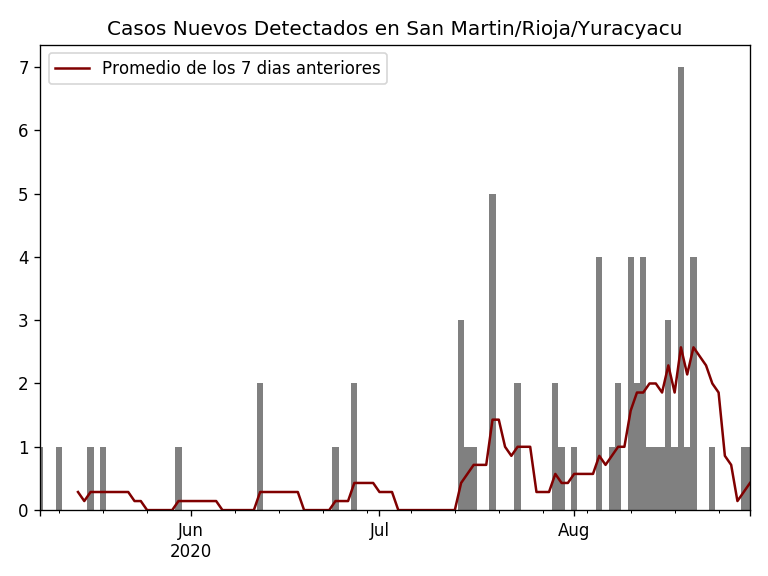 Casos Nuevos Detectados en San Martin/Rioja/Yuracyacu
Promedio de los 7 dias anteriores
7
6
5
4
3
2
1
0
Jun
2020
Jul
Aug